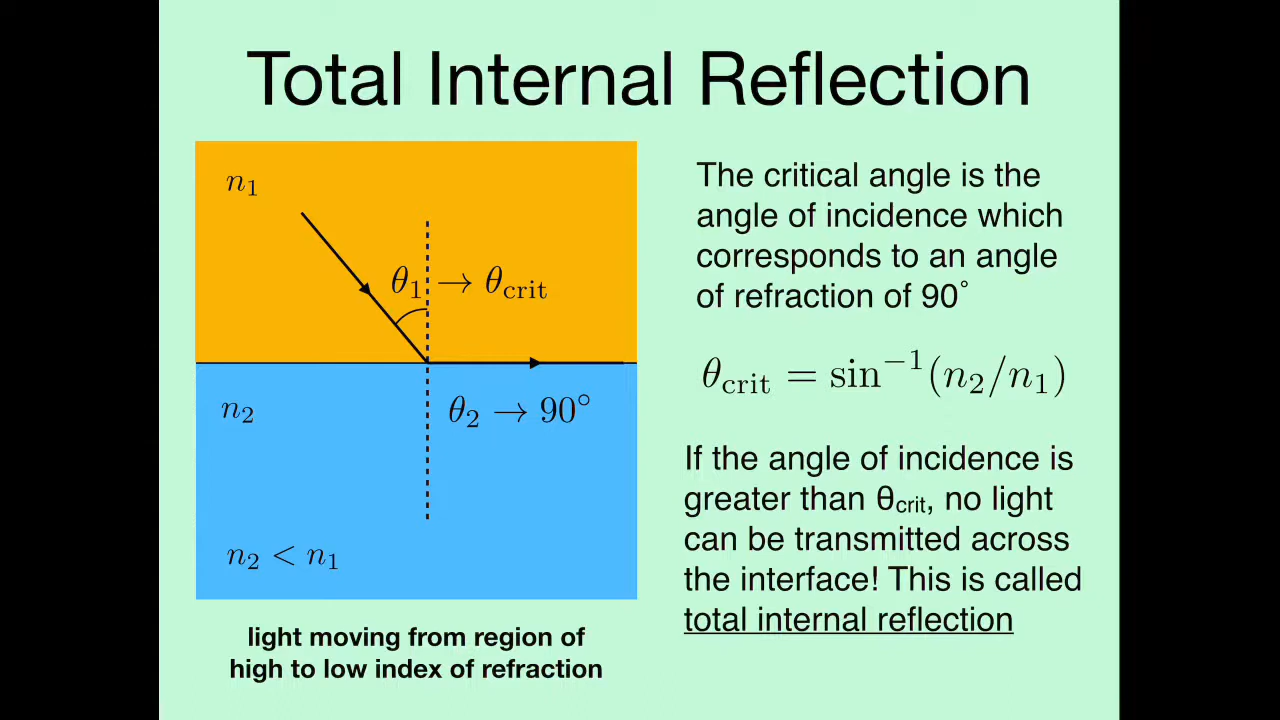 Total Internal Reflection
n₁
θ₁ → θcrit
n₂
θ₂ → 90°
n₂ < n₁
light moving from region of
high to low index of refraction
The critical angle is the
angle of incidence which
corresponds to an angle
of refraction of 90°
θcrit = sin⁻¹(n₂/n₁)
If the angle of incidence is
greater than θcrit, no light
can be transmitted across
the interface! This is called
total internal reflection